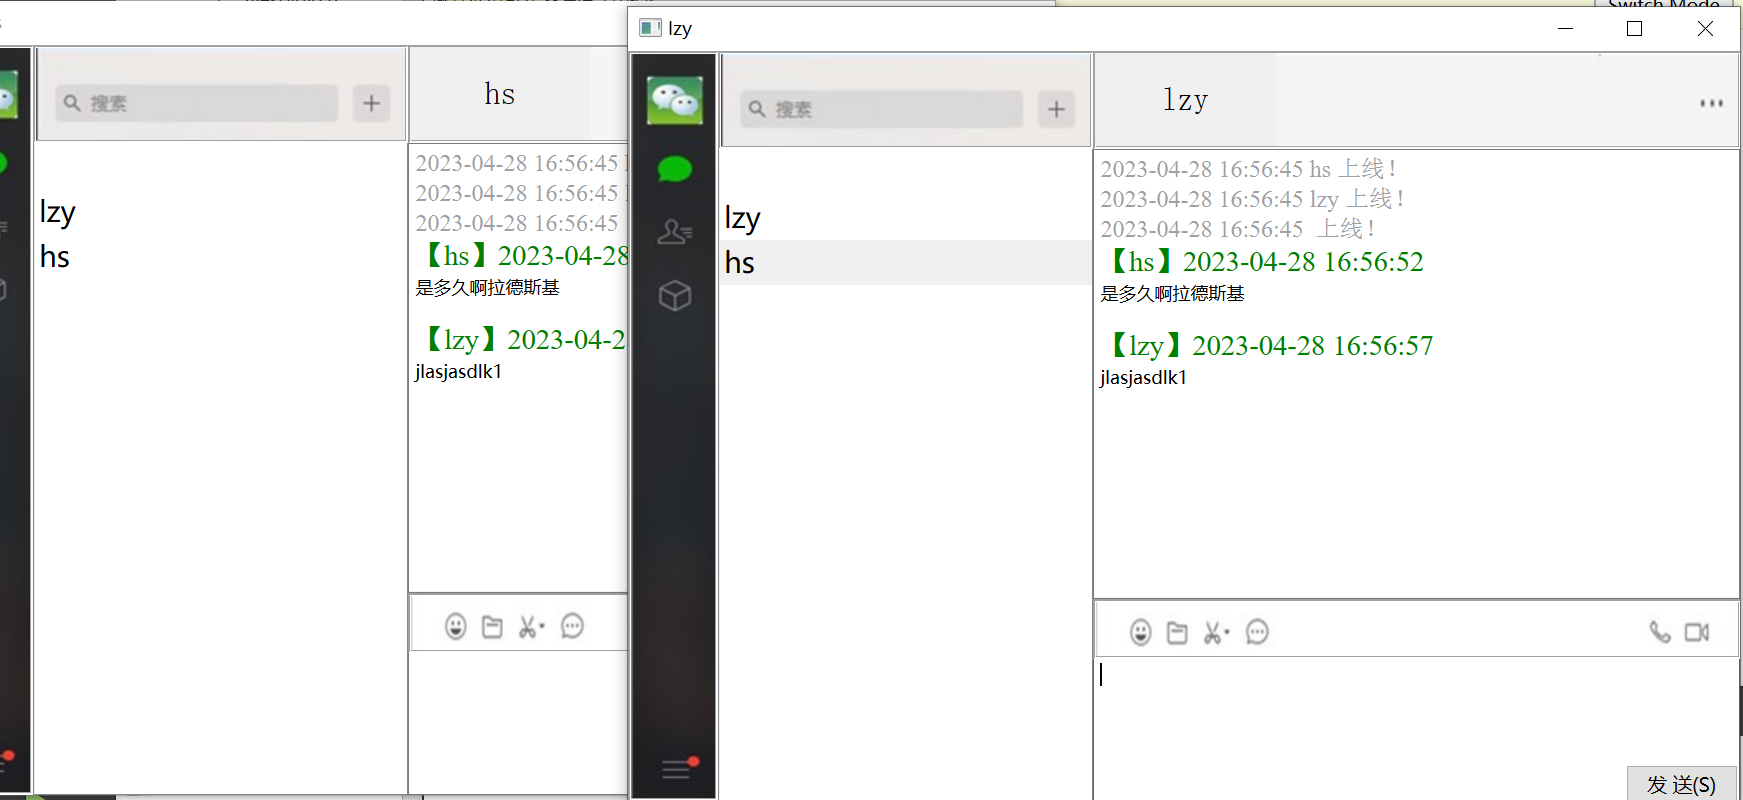 Switch Mode
搜索
hs
lzy
hs
2023-04-28 16:56:45
2023-04-28 16:56:45
2023-04-28 16:56:45
【hs】2023-04-28
是多久啊拉德斯基
【lzy】2023-04-2
jlasjasdlk1
lzy
搜索
lzy
lzy
hs
2023-04-28 16:56:45 hs 上线！
2023-04-28 16:56:45 lzy 上线！
2023-04-28 16:56:45 上线！
【hs】2023-04-28 16:56:52
是多久啊拉德斯基
【lzy】2023-04-28 16:56:57
jlasjasdlk1
发 送(S)